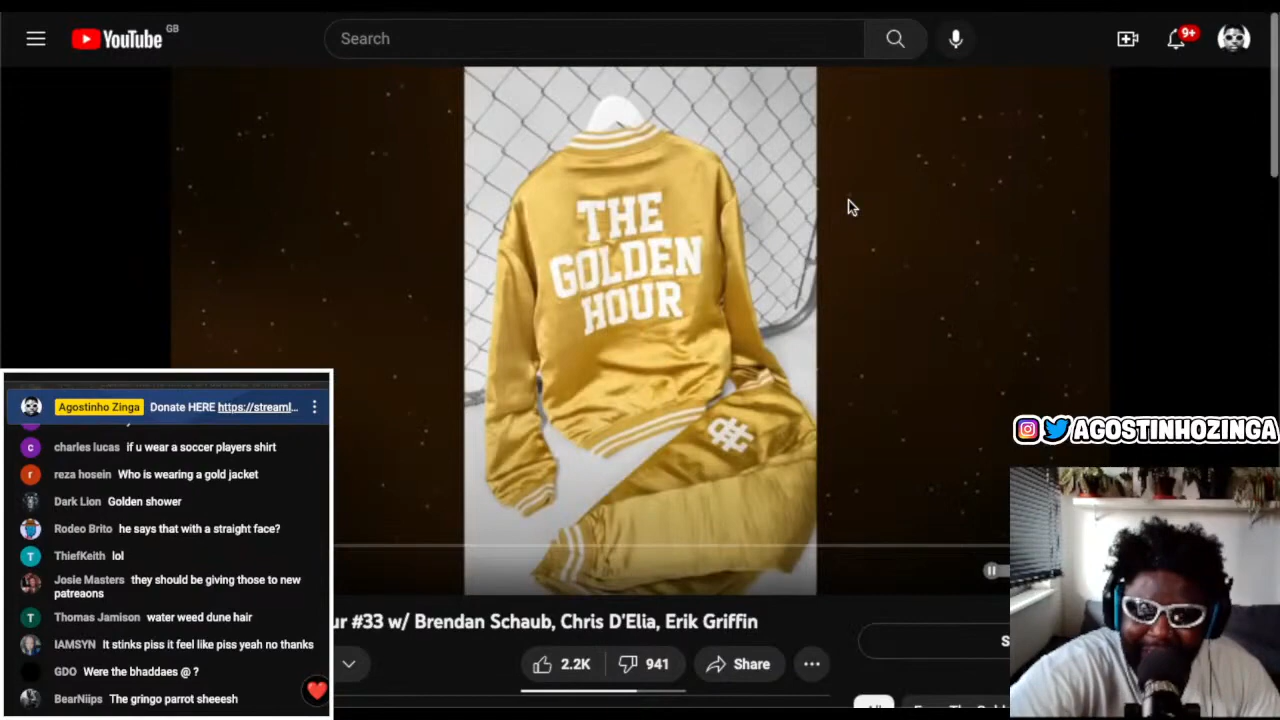 YouTube GB
Search
9+
THE
GOLDEN
HOUR
AGOSTINHOZINGA
Agostinho Zinga Donate HERE https://streaml...
charles lucas if u wear a soccer players shirt
reza hosein Who is wearing a gold jacket
Dark Lion Golden shower
Rodeo Brito he says that with a straight face?
ThiefKeith lol
Josie Masters they should be giving those to new
patreaons
Thomas Jamison water weed dune hair
IAMSYN It stinks piss it feel like piss yeah no thanks
GDO Were the bhaddaes @ ?
BearNiips The gringo parrot sheeesh
#33 w/ Brendan Schaub, Chris D'Elia, Erik Griffin
2.2K
941
Share